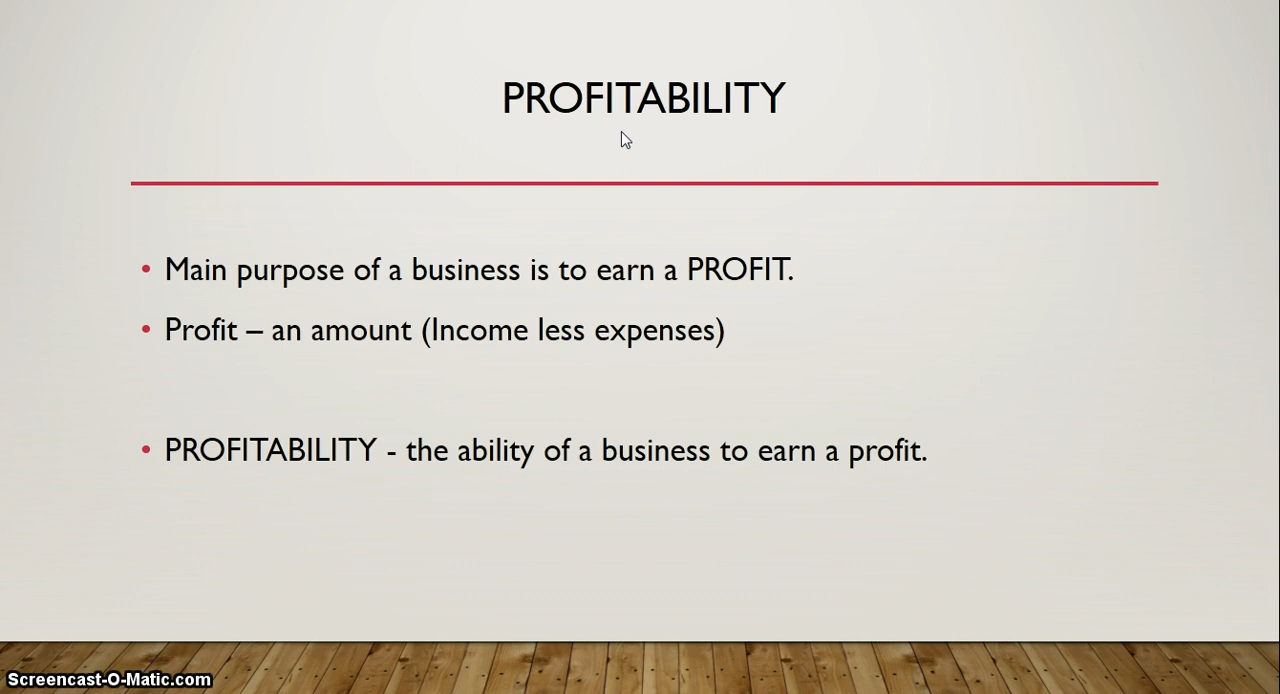 PROFITABILITY
• Main purpose of a business is to earn a PROFIT.
• Profit – an amount (Income less expenses)
• PROFITABILITY - the ability of a business to earn a profit.
Screencast-O-Matic.com